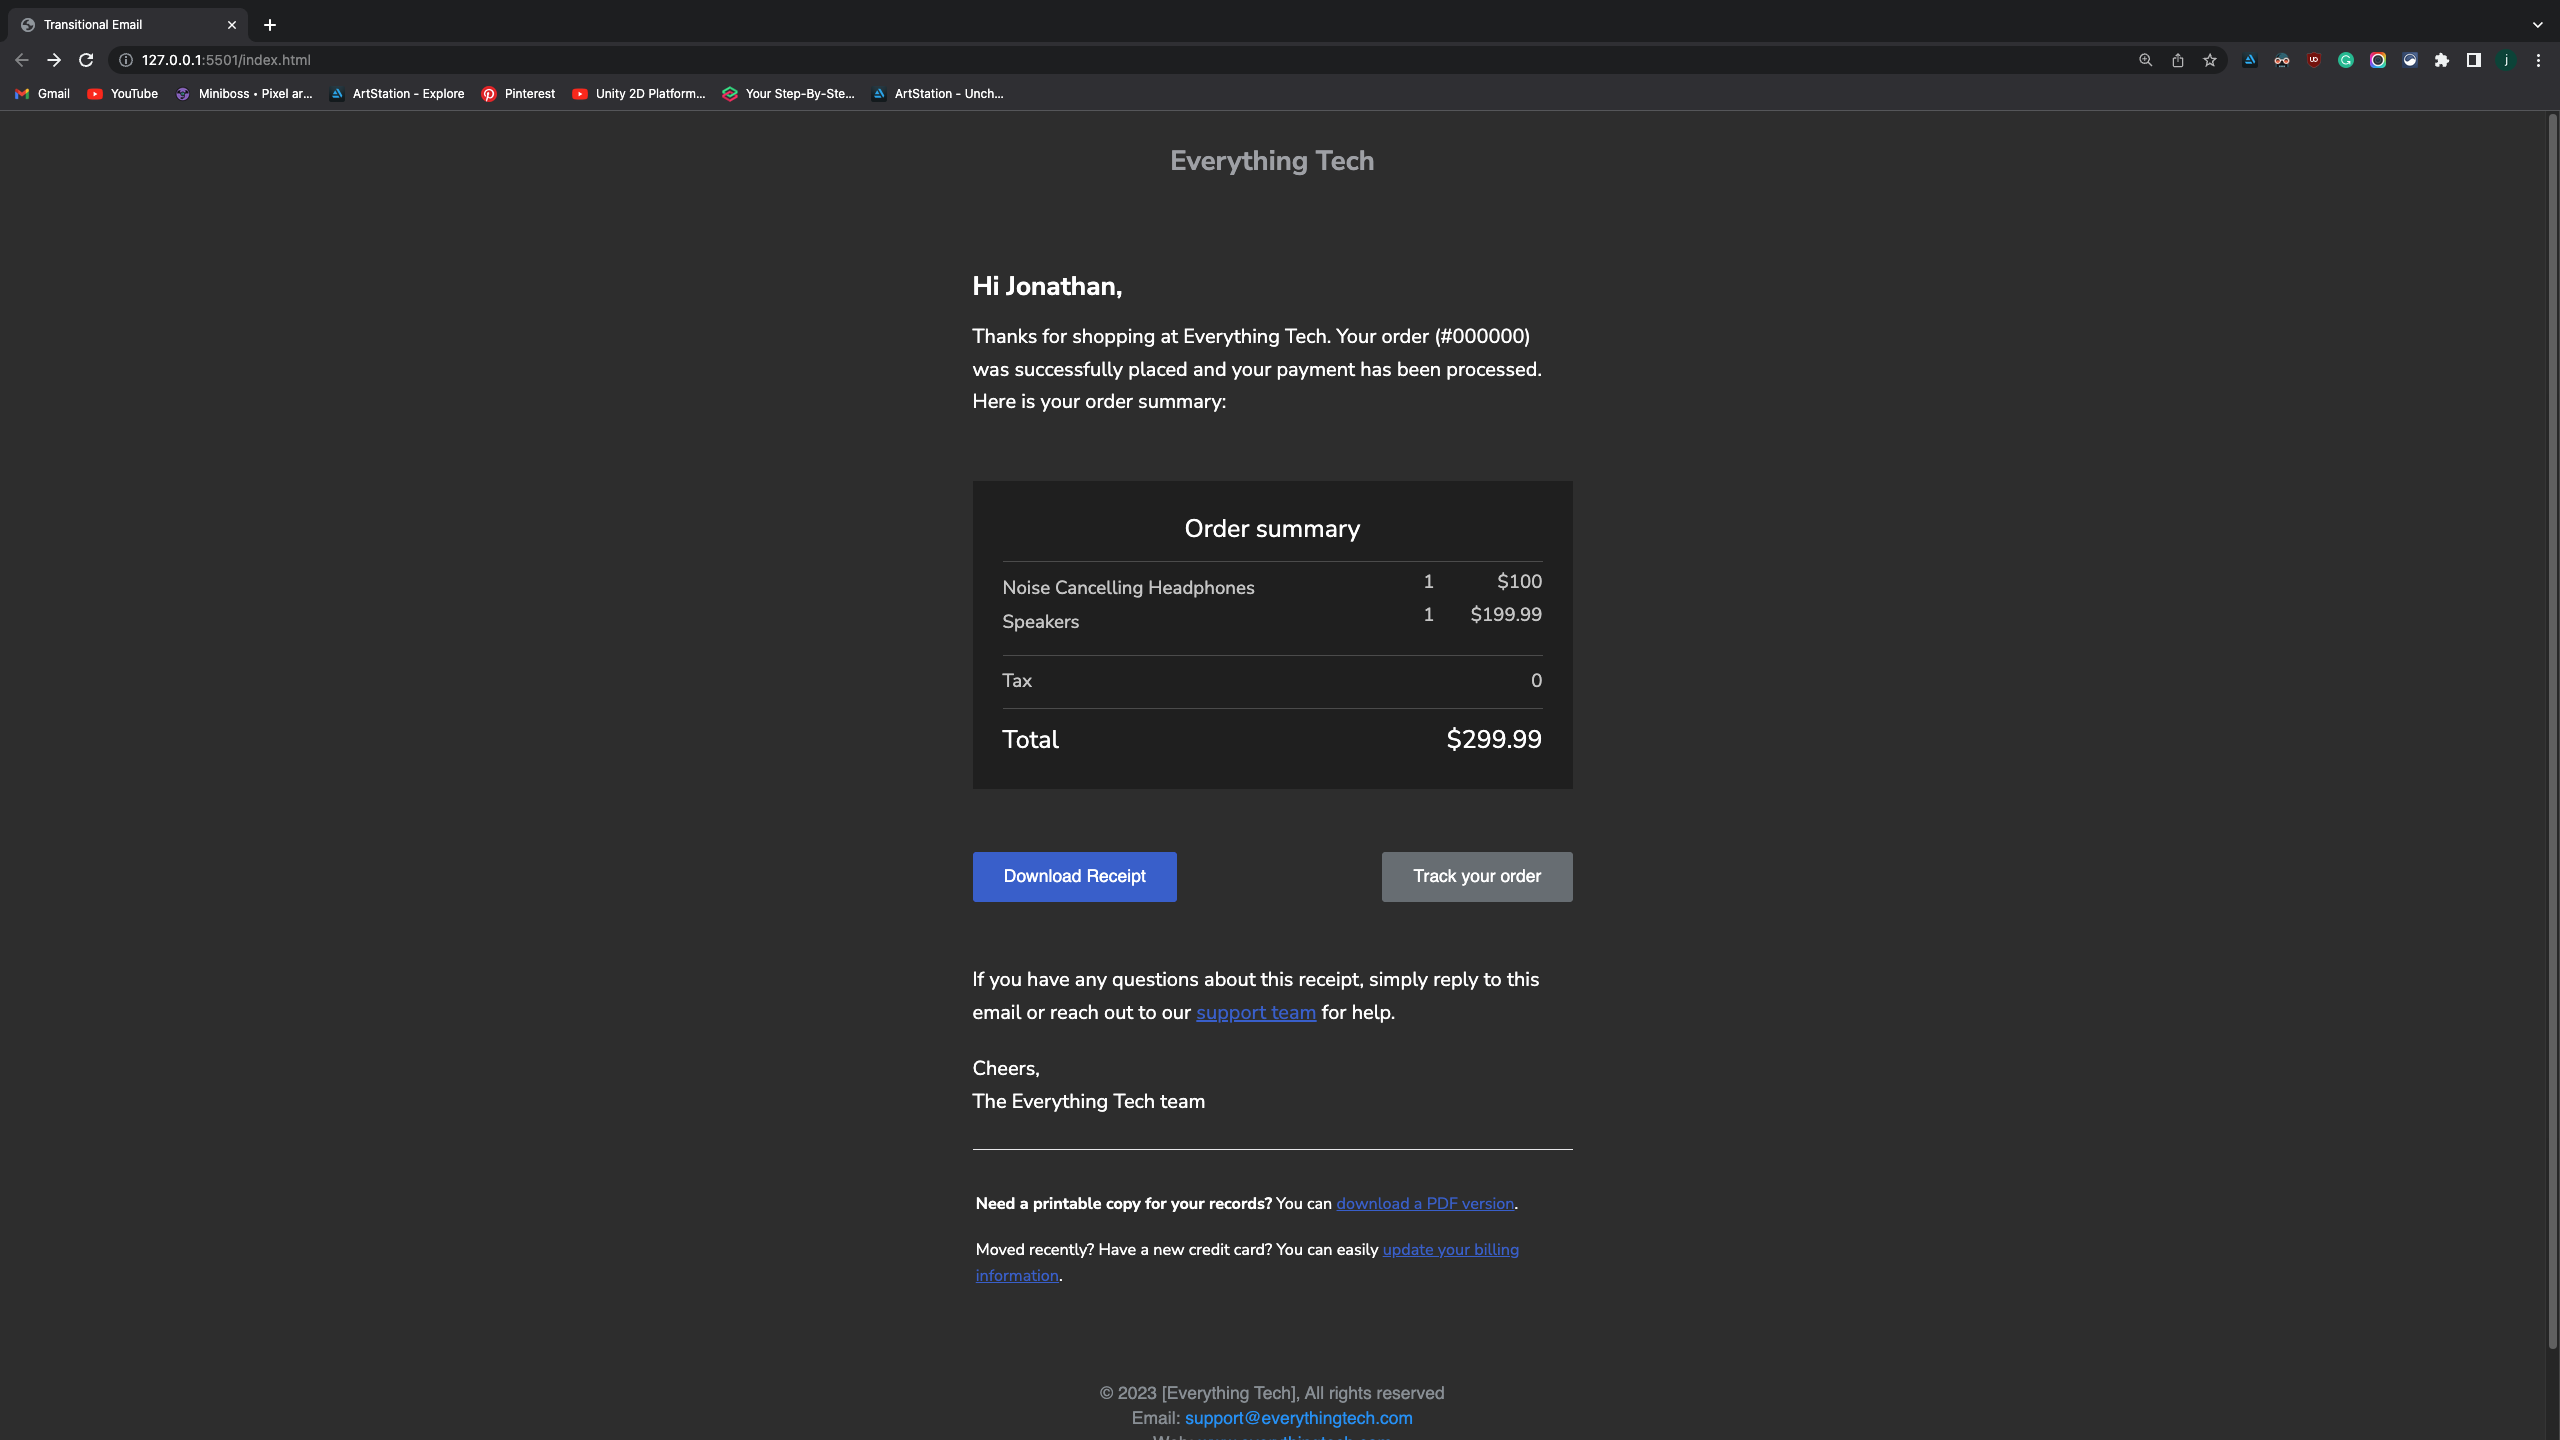 Transitional Email
127.0.0.1:5501/index.html
Gmail YouTube Miniboss • Pixel ar... ArtStation - Explore Pinterest Unity 2D Platform... Your Step-By-Ste... ArtStation - Unch...
Everything Tech
Hi Jonathan,
Thanks for shopping at Everything Tech. Your order (#000000)
was successfully placed and your payment has been processed.
Here is your order summary:
Order summary
Noise Cancelling Headphones 1 $100
Speakers 1 $199.99
Tax 0
Total $299.99
Download Receipt Track your order
If you have any questions about this receipt, simply reply to this
email or reach out to our support team for help.
Cheers,
The Everything Tech team
Need a printable copy for your records? You can download a PDF version.
Moved recently? Have a new credit card? You can easily update your billing
information.
© 2023 [Everything Tech], All rights reserved
Email: support@everythingtech.com